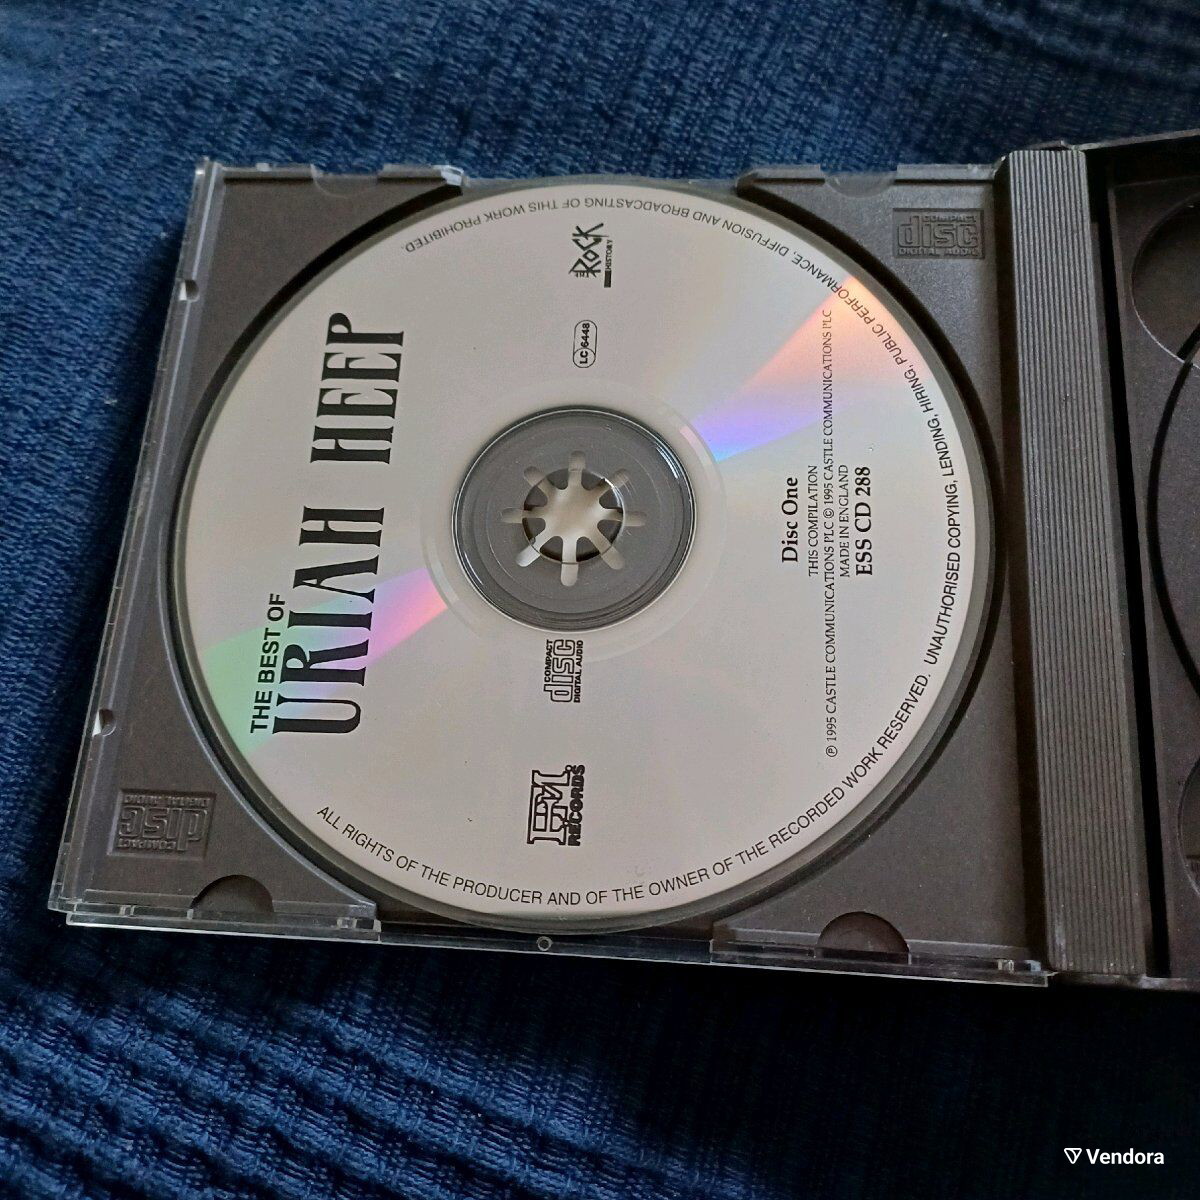 THE BEST OF
URIAH HEEP
THE ROCK HISTORY
LC 6448
COMPACT
disc
DIGITAL AUDIO
RECORDS
Disc One
THIS COMPILATION
℗ 1995 CASTLE COMMUNICATIONS PLC © 1995 CASTLE COMMUNICATIONS PLC
MADE IN ENGLAND
ESS CD 288
ALL RIGHTS OF THE PRODUCER AND OF THE OWNER OF THE RECORDED WORK RESERVED. UNAUTHORISED COPYING, LENDING, HIRING, PUBLIC PERFORMANCE, DIFFUSION AND BROADCASTING OF THIS WORK PROHIBITED.
COMPACT
disc
DIGITAL AUDIO
COMPACT
disc
DIGITAL AUDIO
Vendora